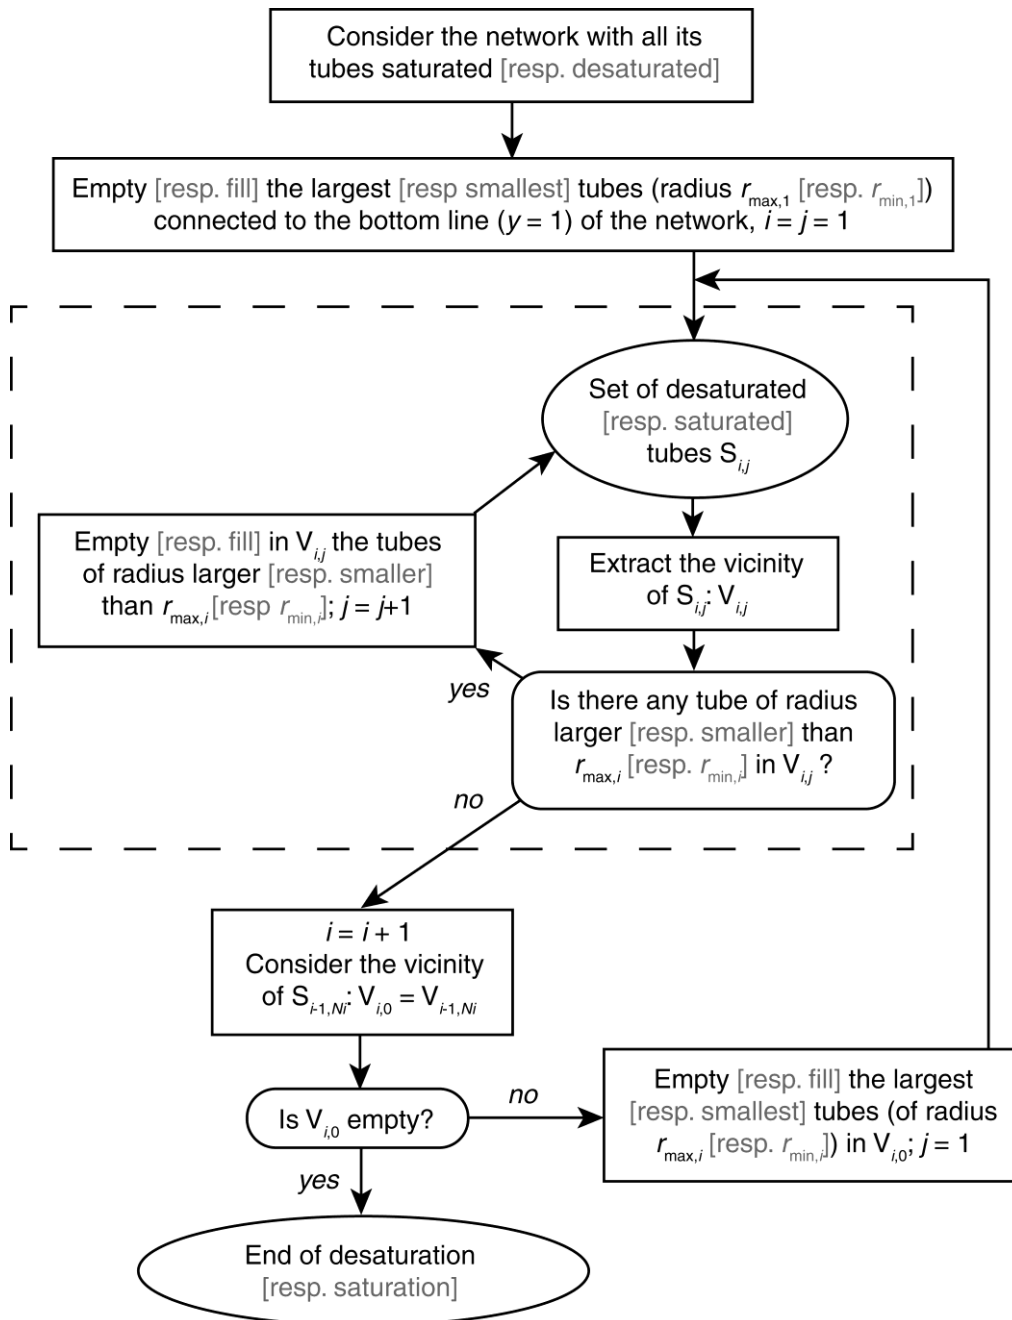 Consider the network with all its
tubes saturated [resp. desaturated]
Empty [resp. fill] the largest [resp smallest] tubes (radius r_max,1 [resp. r_min,1])
connected to the bottom line (y = 1) of the network, i = j = 1
Set of desaturated
[resp. saturated]
tubes S_i,j
Empty [resp. fill] in V_i,j the tubes
of radius larger [resp. smaller]
than r_max,i [resp r_min,i]; j = j+1
Extract the vicinity
of S_i,j: V_i,j
yes
Is there any tube of radius
larger [resp. smaller] than
r_max,i [resp. r_min,i] in V_i,j ?
no
i = i + 1
Consider the vicinity
of S_i-1,Ni: V_i,0 = V_i-1,Ni
Is V_i,0 empty?
no
Empty [resp. fill] the largest
[resp. smallest] tubes (of radius
r_max,i [resp. r_min,i]) in V_i,0; j = 1
yes
End of desaturation
[resp. saturation]